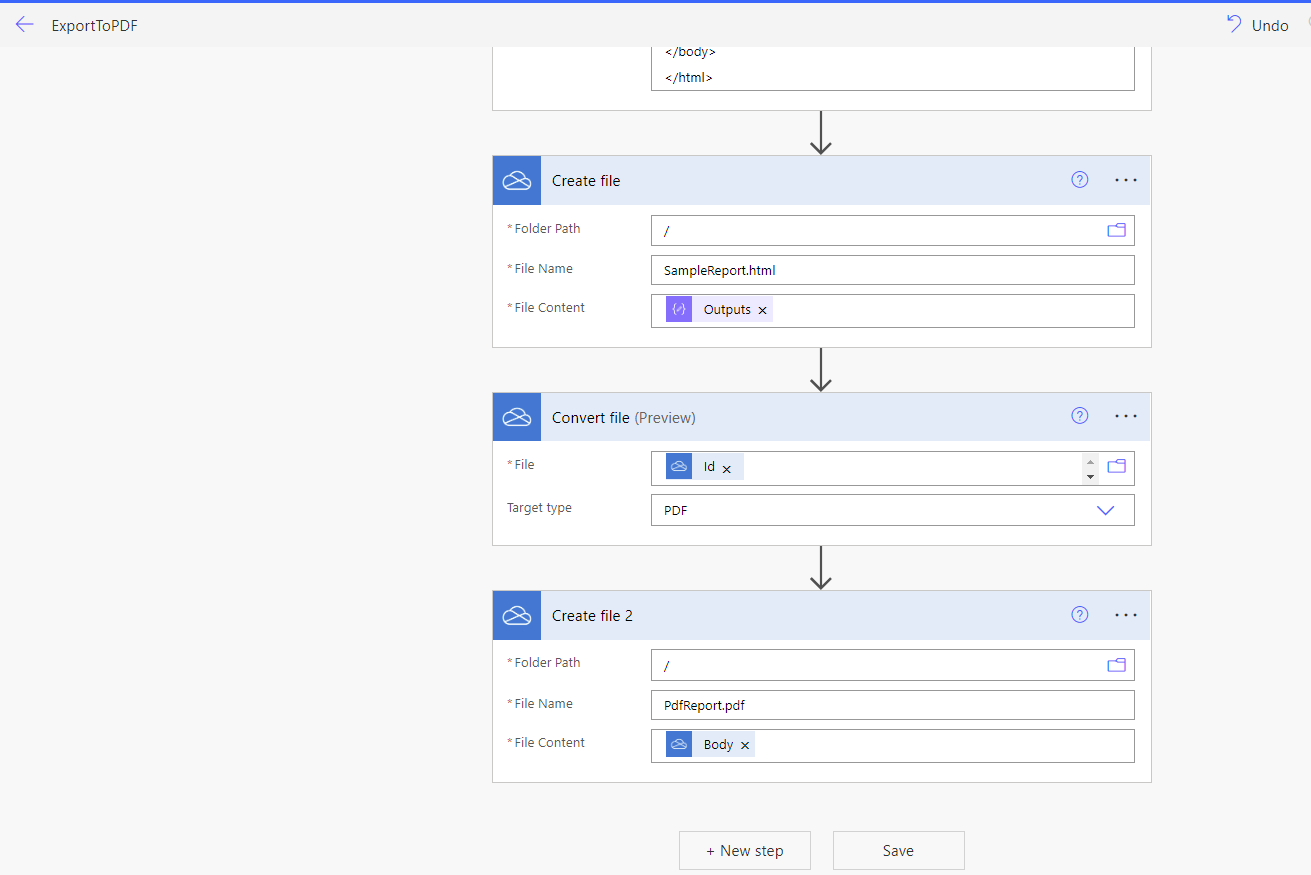 ExportToPDF
Undo
</body>
</html>
Create file
?
...
*Folder Path
/
*File Name
SampleReport.html
*File Content
Outputs ×
Convert file (Preview)
?
...
*File
Id ×
Target type
PDF
Create file 2
?
...
*Folder Path
/
*File Name
PdfReport.pdf
*File Content
Body ×
+ New step
Save